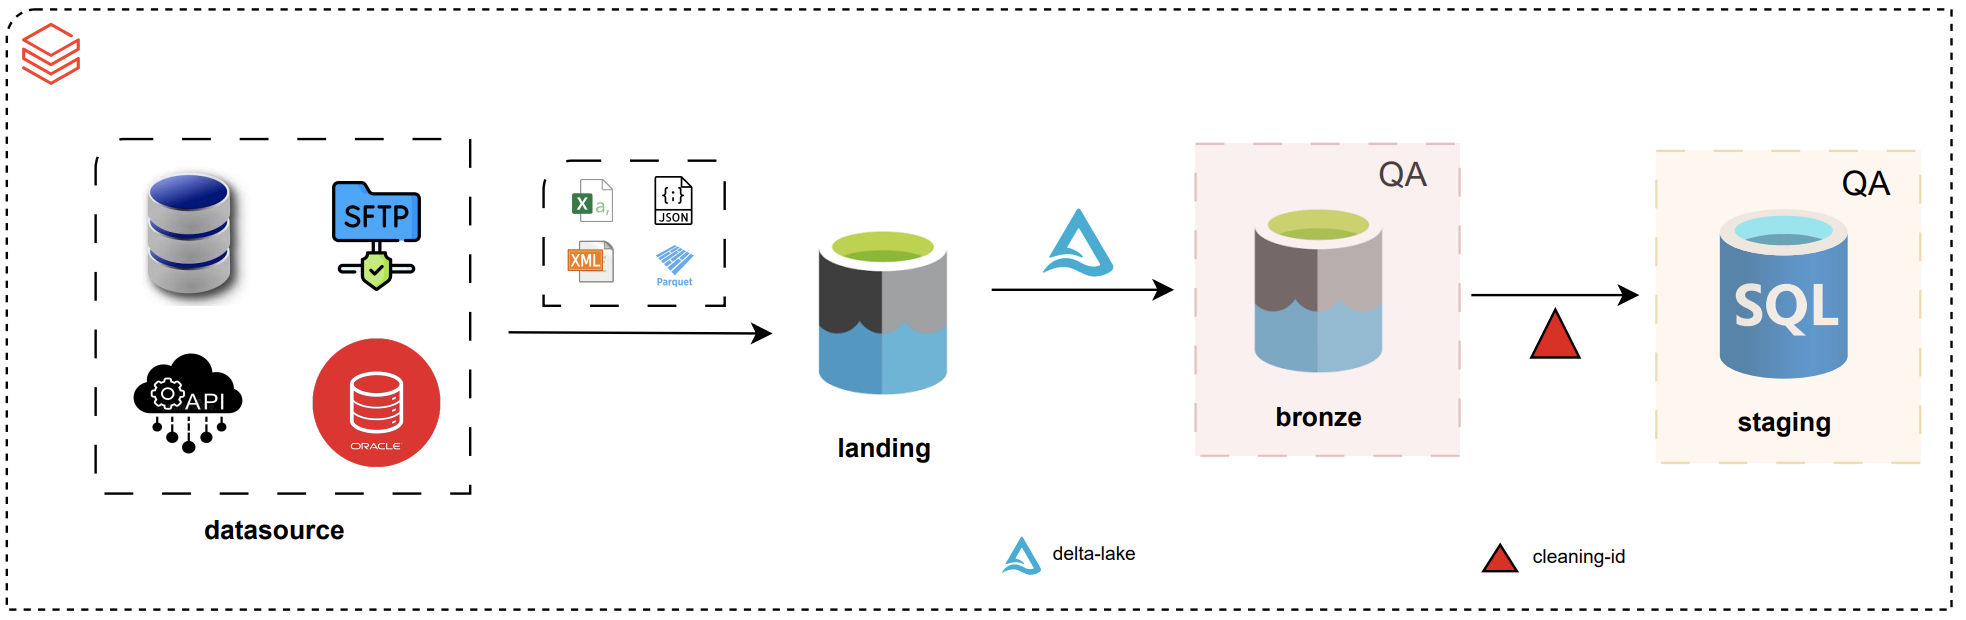 SFTP
API
ORACLE
datasource
X a,
{;}
JSON
XML
Parquet
landing
QA
bronze
QA
SQL
staging
delta-lake
cleaning-id